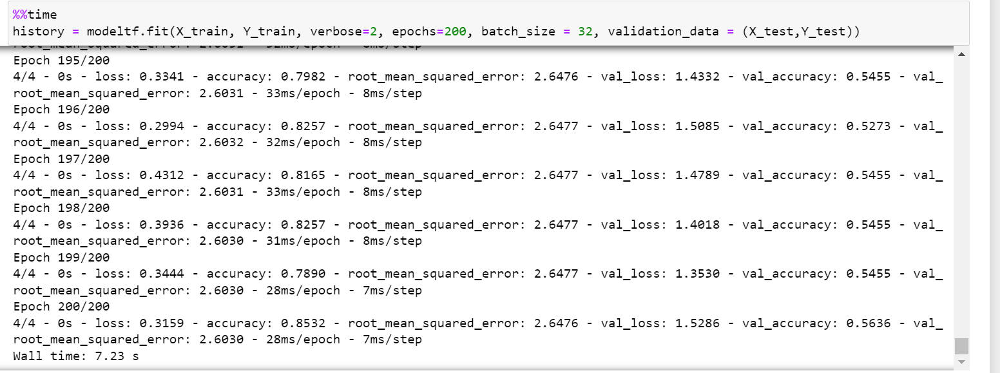 %%time
history = modeltf.fit(X_train, Y_train, verbose=2, epochs=200, batch_size = 32, validation_data = (X_test,Y_test))
Epoch 195/200
4/4 - 0s - loss: 0.3341 - accuracy: 0.7982 - root_mean_squared_error: 2.6476 - val_loss: 1.4332 - val_accuracy: 0.5455 - val_
root_mean_squared_error: 2.6031 - 33ms/epoch - 8ms/step
Epoch 196/200
4/4 - 0s - loss: 0.2994 - accuracy: 0.8257 - root_mean_squared_error: 2.6477 - val_loss: 1.5085 - val_accuracy: 0.5273 - val_
root_mean_squared_error: 2.6032 - 32ms/epoch - 8ms/step
Epoch 197/200
4/4 - 0s - loss: 0.4312 - accuracy: 0.8165 - root_mean_squared_error: 2.6477 - val_loss: 1.4789 - val_accuracy: 0.5455 - val_
root_mean_squared_error: 2.6031 - 33ms/epoch - 8ms/step
Epoch 198/200
4/4 - 0s - loss: 0.3936 - accuracy: 0.8257 - root_mean_squared_error: 2.6477 - val_loss: 1.4018 - val_accuracy: 0.5455 - val_
root_mean_squared_error: 2.6030 - 31ms/epoch - 8ms/step
Epoch 199/200
4/4 - 0s - loss: 0.3444 - accuracy: 0.7890 - root_mean_squared_error: 2.6477 - val_loss: 1.3530 - val_accuracy: 0.5455 - val_
root_mean_squared_error: 2.6030 - 28ms/epoch - 7ms/step
Epoch 200/200
4/4 - 0s - loss: 0.3159 - accuracy: 0.8532 - root_mean_squared_error: 2.6476 - val_loss: 1.5286 - val_accuracy: 0.5636 - val_
root_mean_squared_error: 2.6030 - 28ms/epoch - 7ms/step
Wall time: 7.23 s